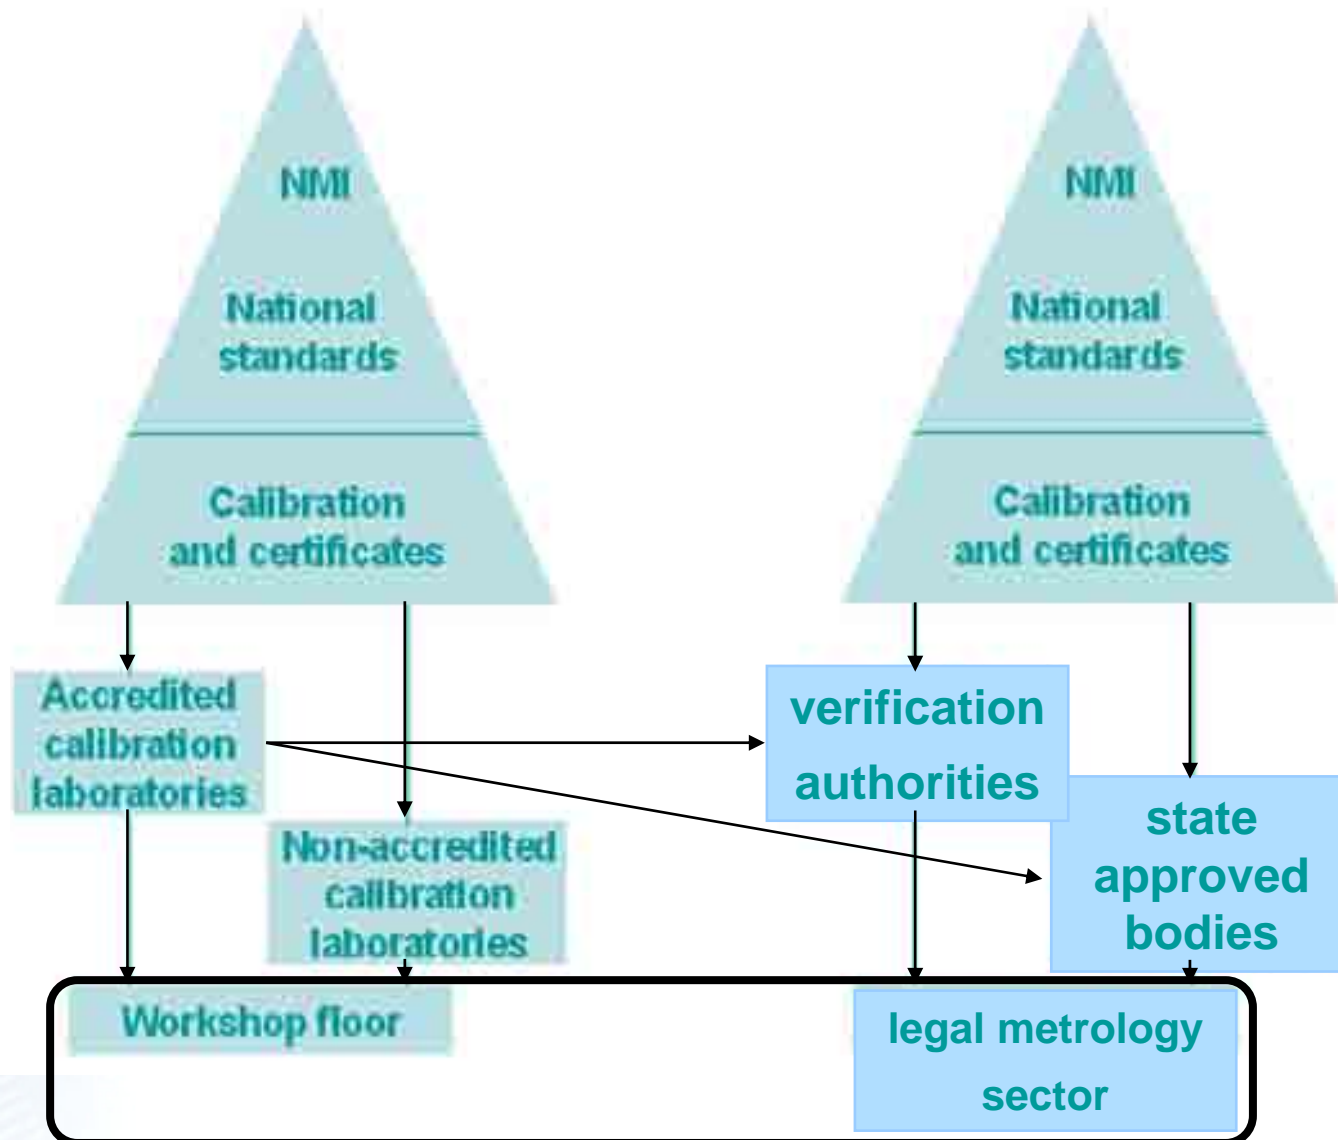 NMI
National
standards
Calibration
and certificates
Accredited
calibration
laboratories
Non-accredited
calibration
laboratories
Workshop floor
NMI
National
standards
Calibration
and certificates
verification
authorities
state
approved
bodies
legal metrology
sector